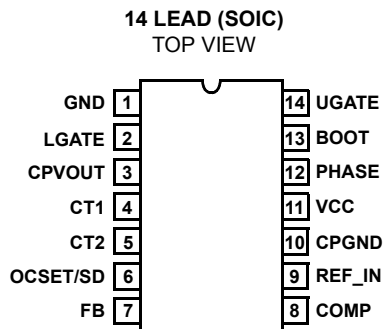 14 LEAD (SOIC)
TOP VIEW
GND 1 14 UGATE
LGATE 2 13 BOOT
CPVOUT 3 12 PHASE
CT1 4 11 VCC
CT2 5 10 CPGND
OCSET/SD 6 9 REF_IN
FB 7 8 COMP